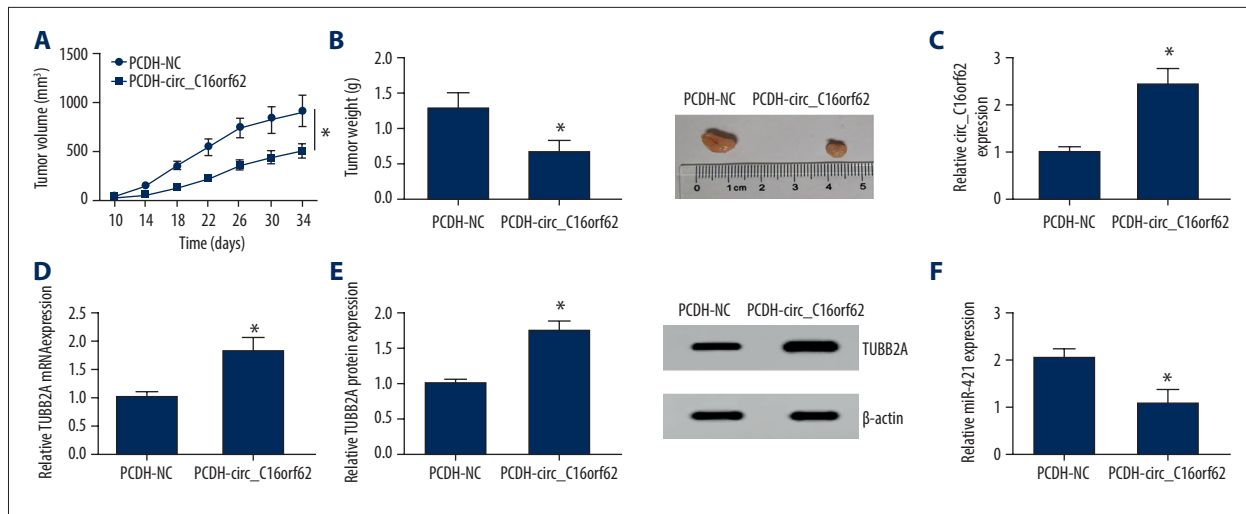 A
Tumor volume (mm³)
1500
1000
500
0
PCDH-NC
PCDH-circ_C16orf62
*
10 14 18 22 26 30 34
Time (days)
B
Tumor weight (g)
2.0
1.5
1.0
0.5
0.0
*
PCDH-NC PCDH-circ_C16orf62
PCDH-NC PCDH-circ_C16orf62
0 1 cm 2 3 4 5
C
Relative circ_C16orf62
expression
3
2
1
0
*
PCDH-NC PCDH-circ_C16orf62
D
Relative TUBB2A mRNAexpression
2.5
2.0
1.5
1.0
0.5
0.0
*
PCDH-NC PCDH-circ_C16orf62
E
Relative TUBB2A protein expression
2.0
1.5
1.0
0.5
0.0
*
PCDH-NC PCDH-circ_C16orf62
PCDH-NC PCDH-circ_C16orf62
TUBB2A
β-actin
F
Relative miR-421 expression
3
2
1
0
*
PCDH-NC PCDH-circ_C16orf62